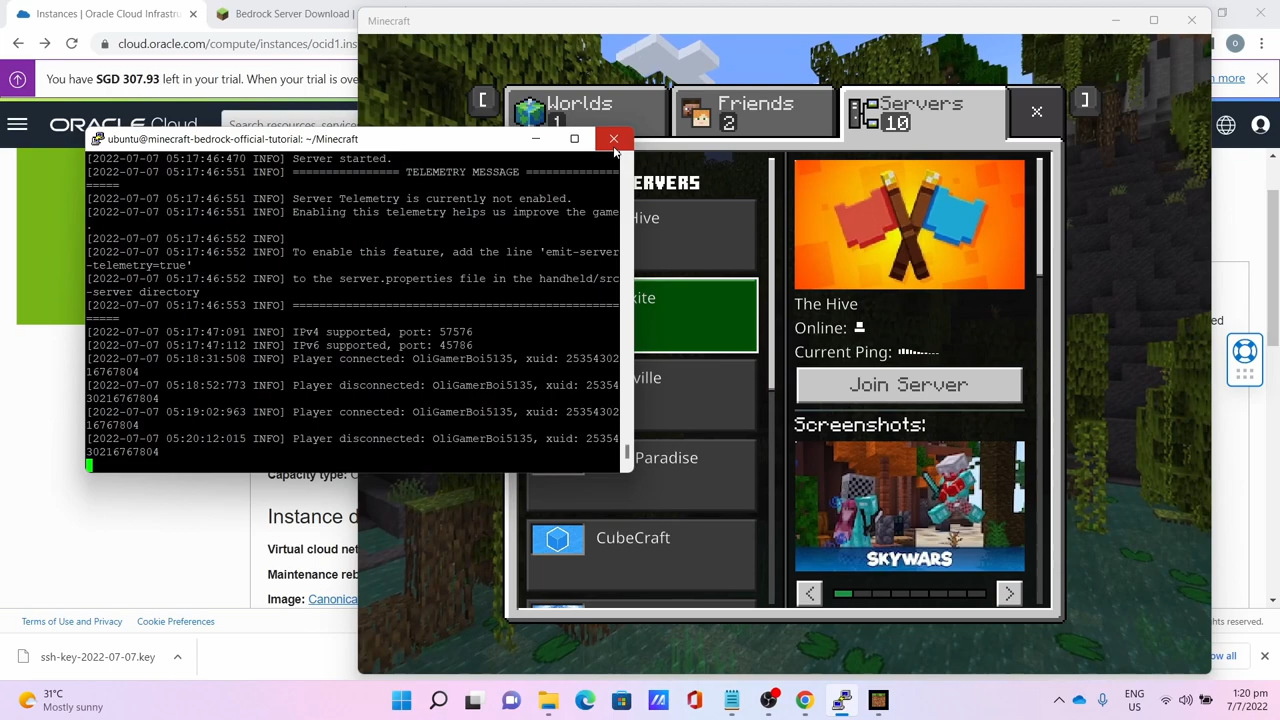 Instances | Oracle Cloud Infrastru
Bedrock Server Download |
Minecraft
cloud.oracle.com/compute/instances/ocid1.ins
You have SGD 307.93 left in your trial. When your trial is ove
n more
ORACLE Cloud
Search resources
Worlds
1
Friends
2
Servers
10
ubuntu@minecraft-bedrock-official-tutorial: ~/Minecraft
[2022-07-07 05:17:46:470 INFO] Server started.
[2022-07-07 05:17:46:551 INFO] ================ TELEMETRY MESSAGE ===============
=====
[2022-07-07 05:17:46:551 INFO] Server Telemetry is currently not enabled.
[2022-07-07 05:17:46:551 INFO] Enabling this telemetry helps us improve the game
.
[2022-07-07 05:17:46:552 INFO]
[2022-07-07 05:17:46:552 INFO] To enable this feature, add the line 'emit-server
-telemetry=true'
[2022-07-07 05:17:46:552 INFO] to the server.properties file in the handheld/src
-server directory
[2022-07-07 05:17:46:553 INFO] =================================================
=====
[2022-07-07 05:17:47:091 INFO] IPv4 supported, port: 57576
[2022-07-07 05:17:47:112 INFO] IPv6 supported, port: 45786
[2022-07-07 05:18:31:508 INFO] Player connected: OliGamerBoi5135, xuid: 25354302
16767804
[2022-07-07 05:18:52:773 INFO] Player disconnected: OliGamerBoi5135, xuid: 25354
30216767804
[2022-07-07 05:19:02:963 INFO] Player connected: OliGamerBoi5135, xuid: 25354302
16767804
[2022-07-07 05:20:12:015 INFO] Player disconnected: OliGamerBoi5135, xuid: 25354
30216767804
ERVERS
Hive
kite
ville
Paradise
CubeCraft
The Hive
Online:
Current Ping:
Join Server
Screenshots:
SKYWARS
ed
Capacity type:
Instance d
Virtual cloud net
Maintenance reb
Image: Canonica
Terms of Use and Privacy
Cookie Preferences
ghts reserved.
ssh-key-2022-07-07.key
ow all
31°C
Mostly sunny
ENG
US
1:20 pm
7/7/2022